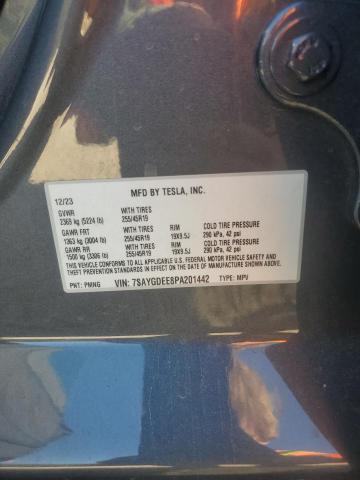 MFD BY TESLA, INC.
12/23
GVWR WITH TIRES
2369 kg (5224 lb) 255/45R19
GAWR FRT WITH TIRES RIM COLD TIRE PRESSURE
1363 kg (3004 lb) 255/45R19 19X9.5J 290 kPa, 42 psi
GAWR RR WITH TIRES RIM COLD TIRE PRESSURE
1500 kg (3306 lb) 255/45R19 19X9.5J 290 kPa, 42 psi
THIS VEHICLE CONFORMS TO ALL APPLICABLE FEDERAL MOTOR VEHICLE SAFETY
AND THEFT PREVENTION STANDARDS IN EFFECT ON THE DATE OF MANUFACTURE
SHOWN ABOVE.
PNT: PMNG VIN: 7SAYGDEE8PA201442 TYPE: MPV